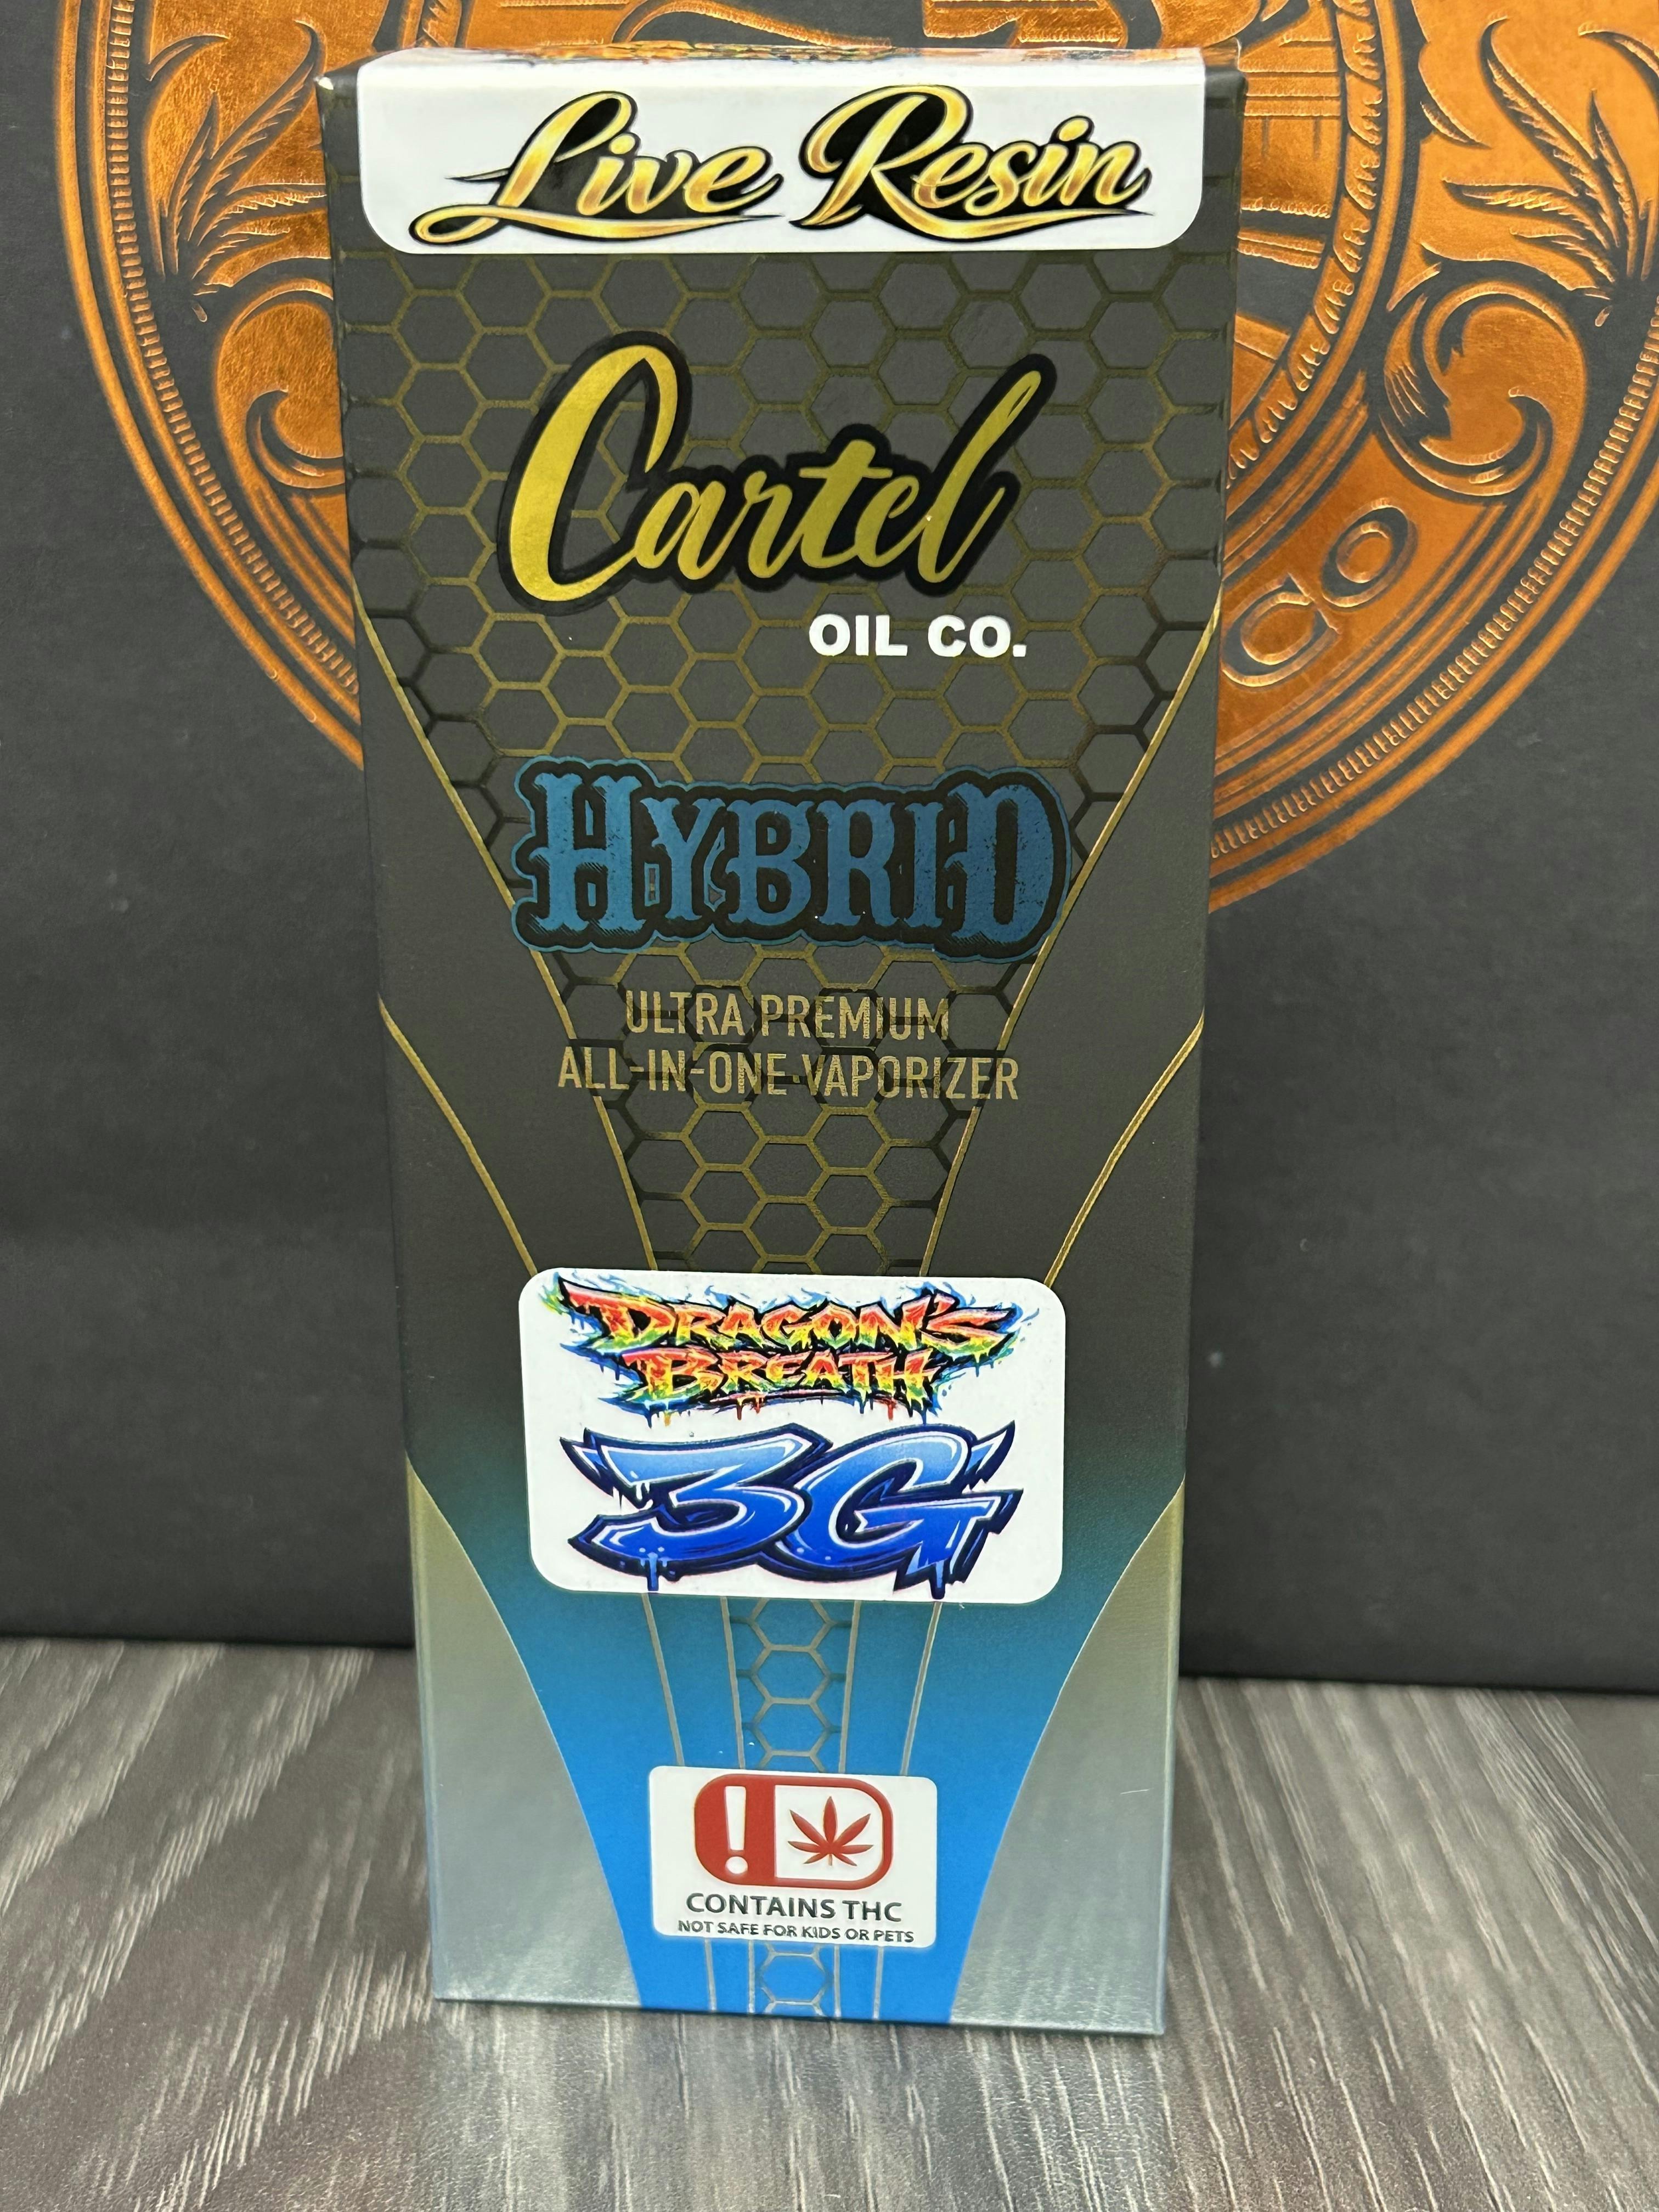 Live Resin
Cartel
OIL CO.
HYBRID
ULTRA PREMIUM
ALL-IN-ONE VAPORIZER
DRAGON'S
BREATH
3G
CONTAINS THC
NOT SAFE FOR KIDS OR PETS
CO